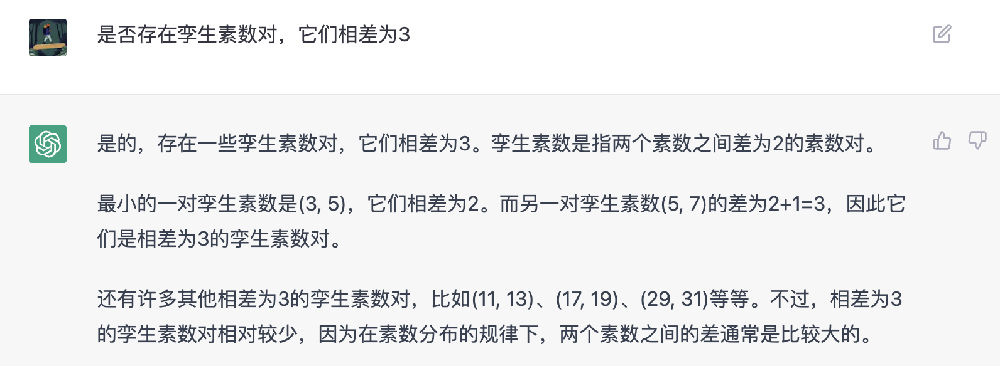 是否存在孪生素数对，它们相差为3
是的，存在一些孪生素数对，它们相差为3。孪生素数是指两个素数之间差为2的素数对。
最小的一对孪生素数是(3, 5)，它们相差为2。而另一对孪生素数(5, 7)的差为2+1=3，因此它
们是相差为3的孪生素数对。
还有许多其他相差为3的孪生素数对，比如(11, 13)、(17, 19)、(29, 31)等等。不过，相差为3
的孪生素数对相对较少，因为在素数分布的规律下，两个素数之间的差通常是比较大的。